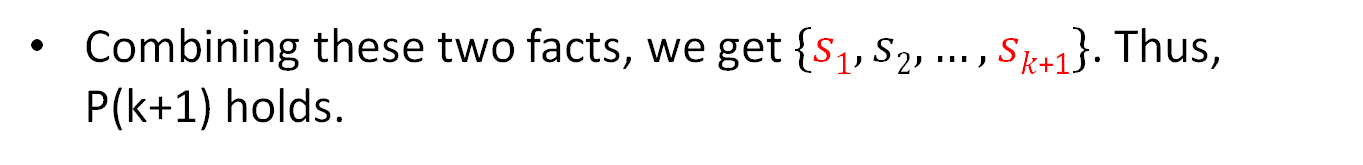 • Combining these two facts, we get {s₁, s₂, … , sₖ₊₁}. Thus,
P(k+1) holds.